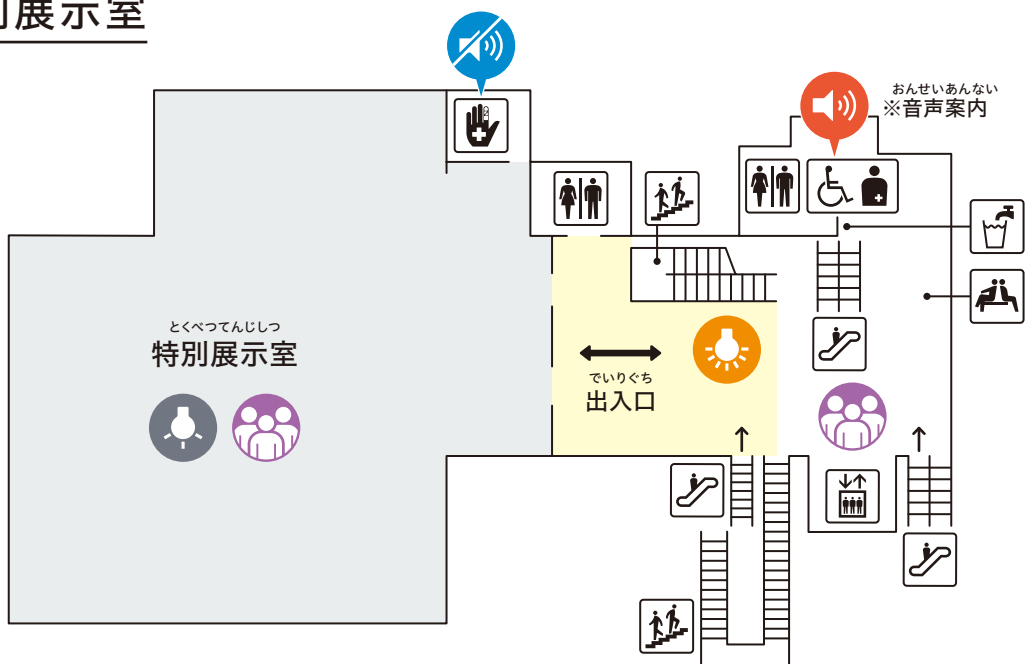 別展示室
おんせいあんない
※音声案内
とくべつてんじしつ
特別展示室
でいりぐち
出入口